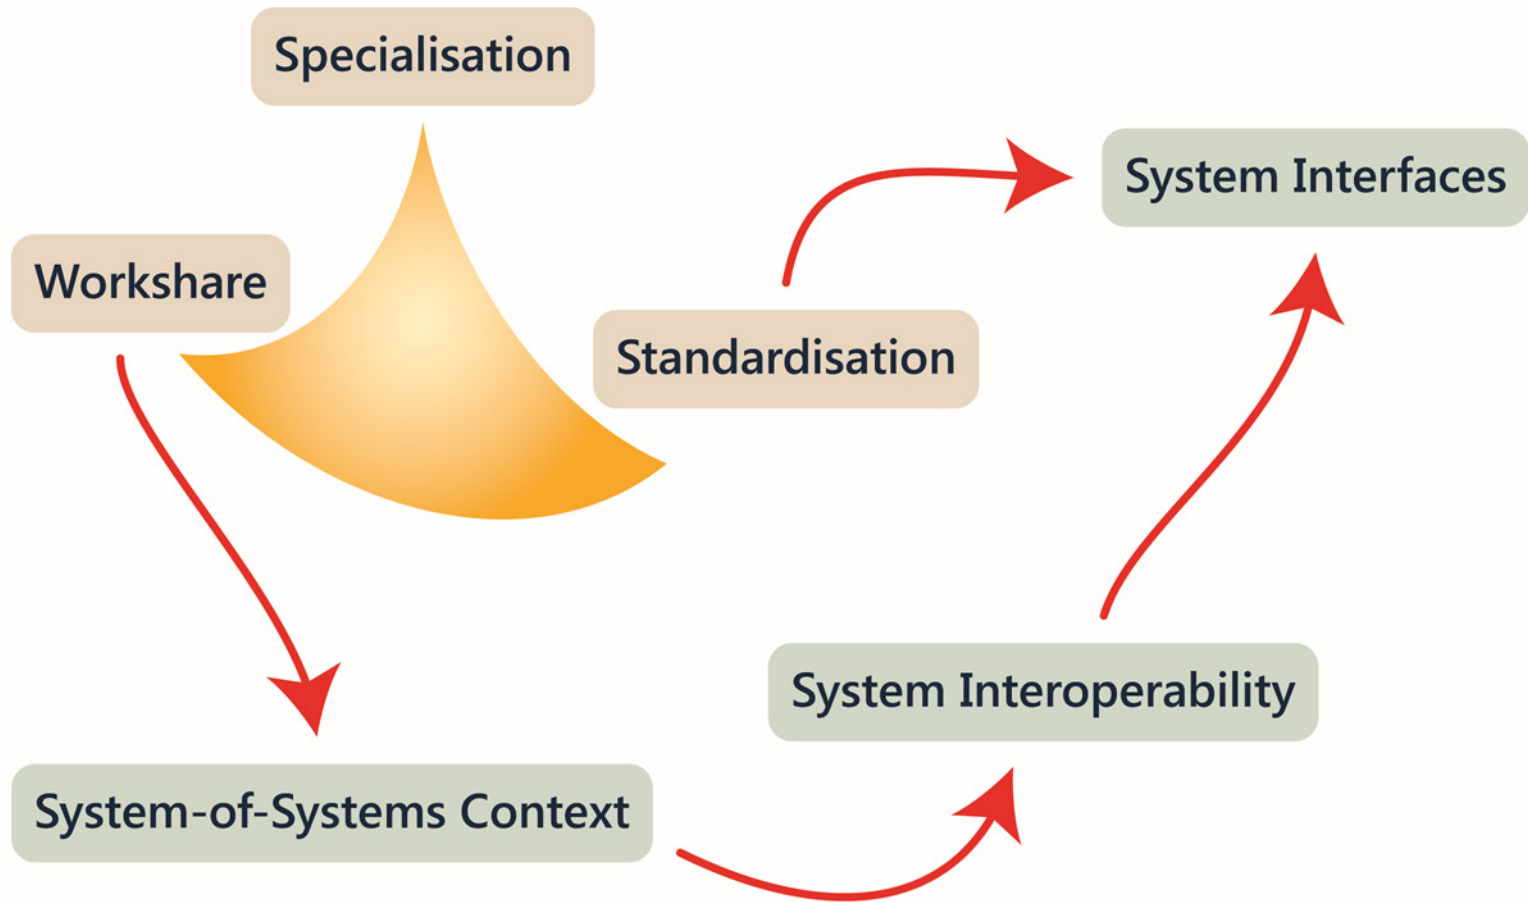 Specialisation
System Interfaces
Workshare
Standardisation
System Interoperability
System-of-Systems Context